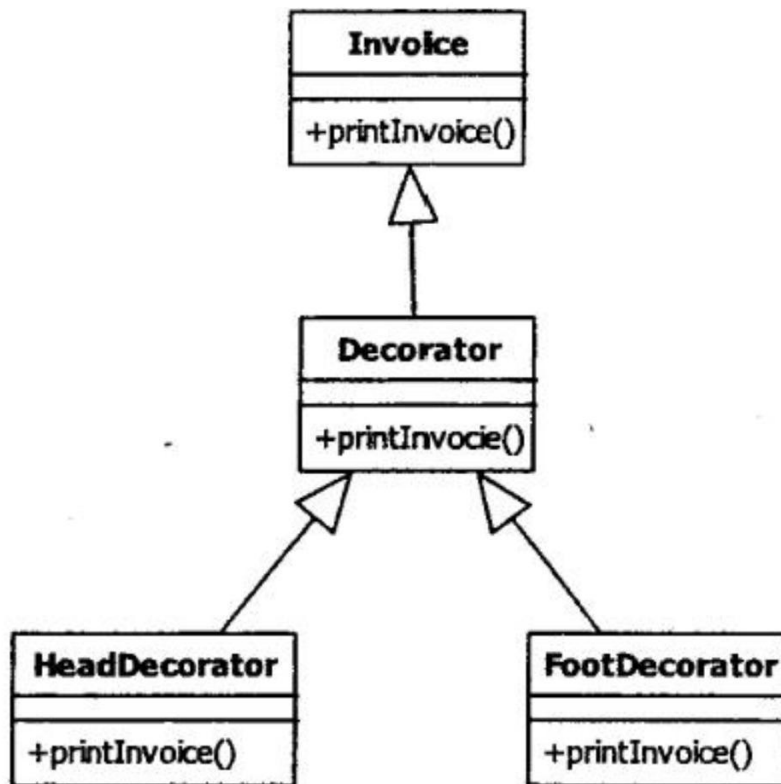 Invoice
+printInvoice()
Decorator
+printInvocie()
HeadDecorator
FootDecorator
+printInvoice()
+printInvoice()